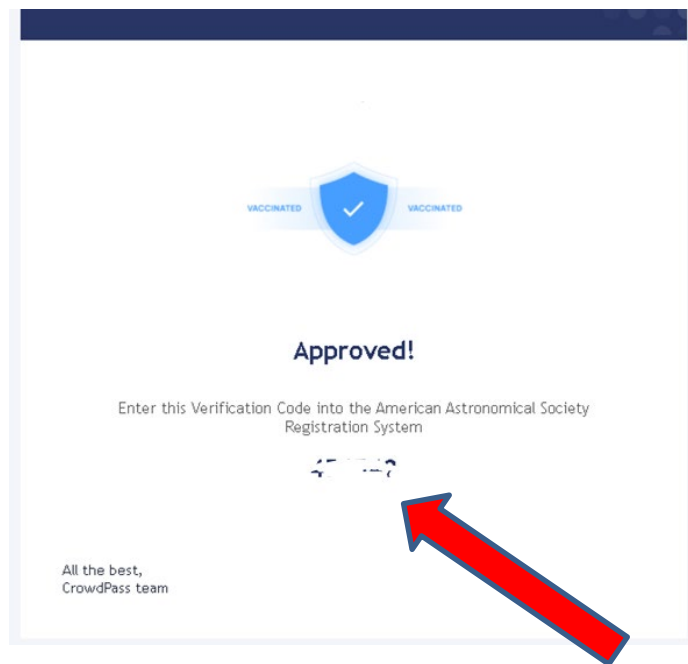 VACCINATED VACCINATED
Approved!
Enter this Verification Code into the American Astronomical Society
Registration System
All the best,
CrowdPass team